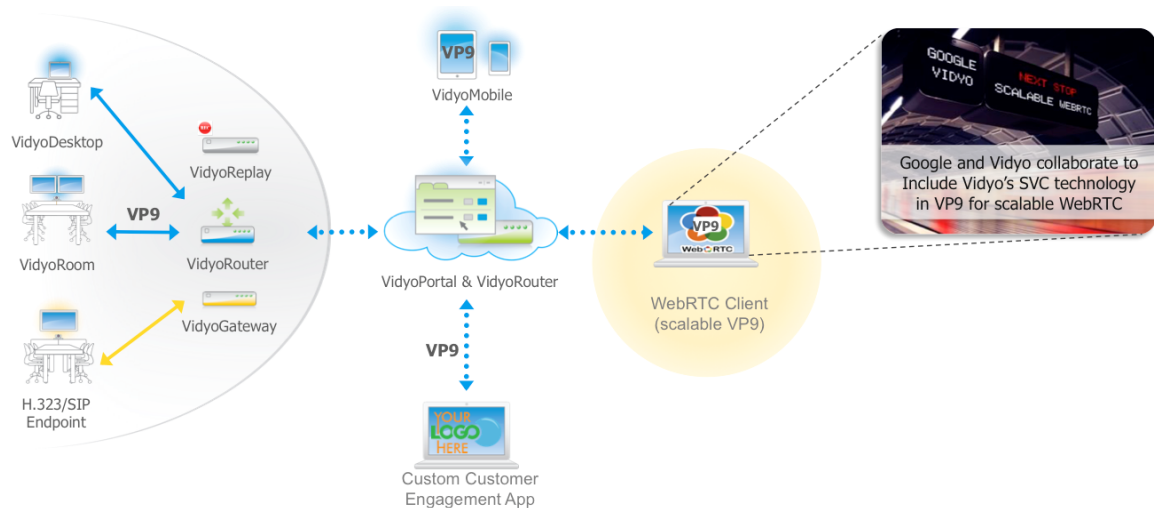 VidyoDesktop
VidyoReplay
VP9
VidyoRoom
VidyoRouter
VidyoGateway
H.323/SIP
Endpoint
VP9
VidyoMobile
VidyoPortal & VidyoRouter
VP9
YOUR
LOGO
HERE
Custom Customer
Engagement App
VP9
WebRTC
WebRTC Client
(scalable VP9)
GOOGLE
VIDYO
NEXT STOP
SCALABLE WEBRTC
Google and Vidyo collaborate to
Include Vidyo's SVC technology
in VP9 for scalable WebRTC